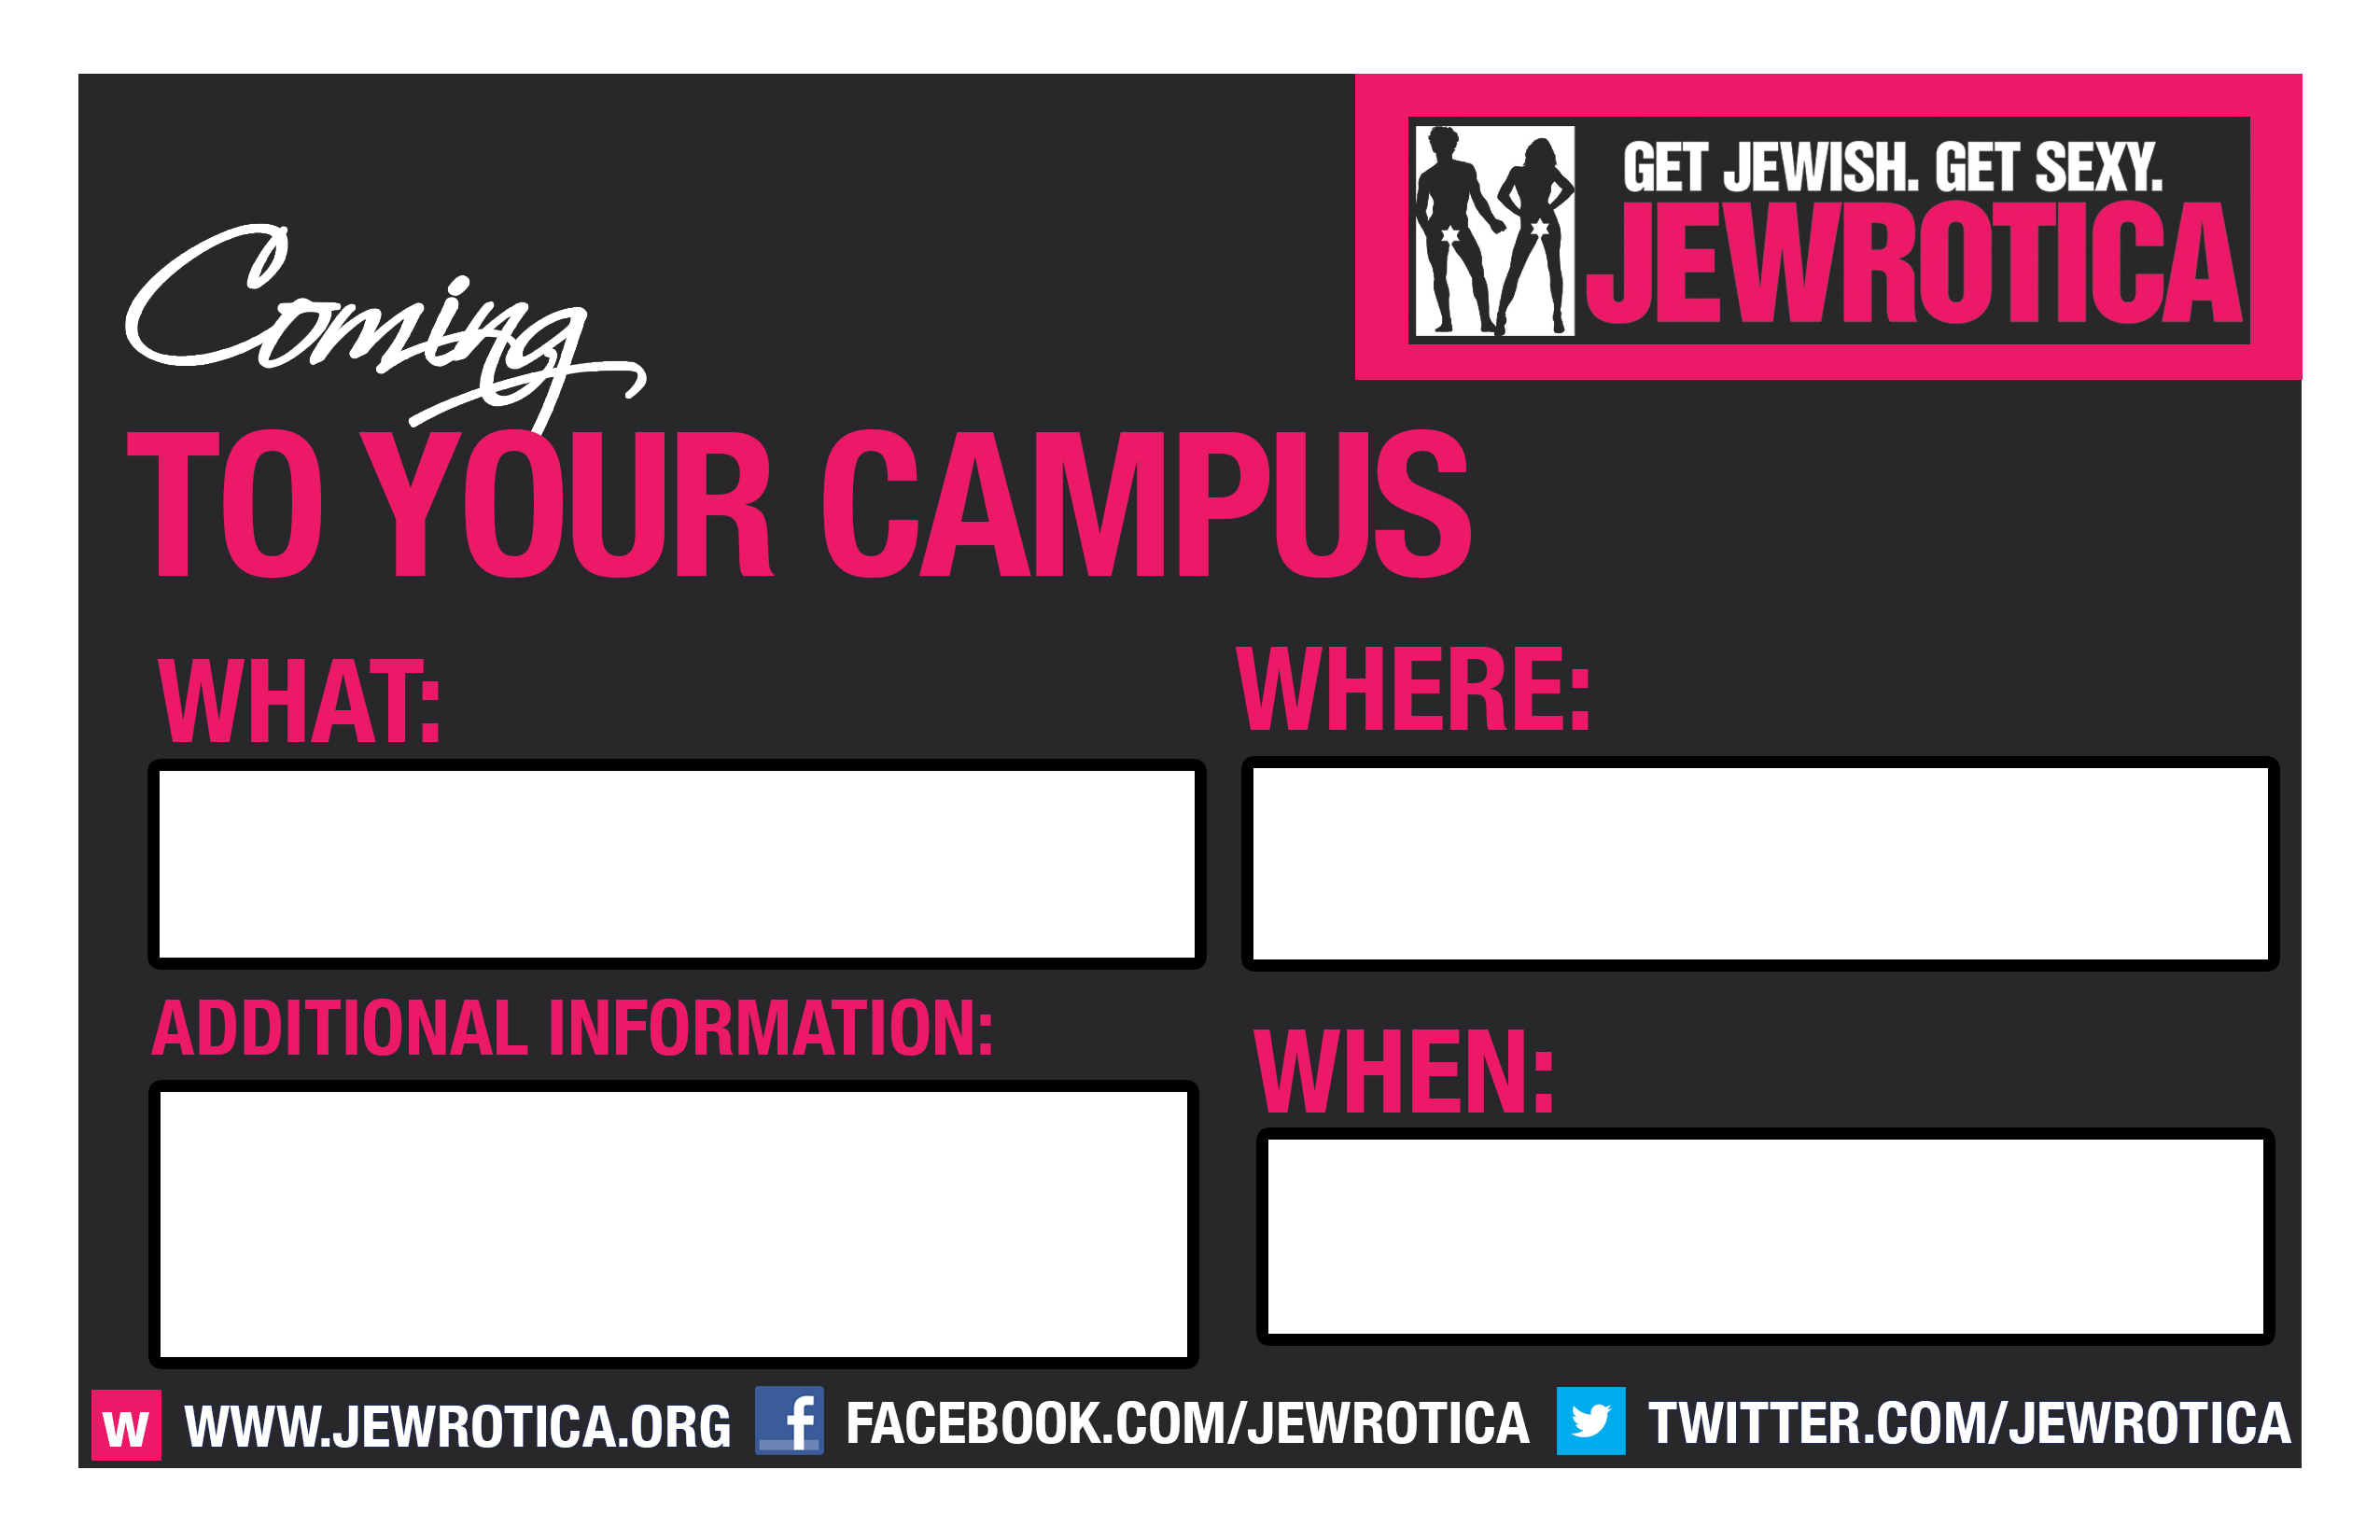 GET JEWISH. GET SEXY.
JEWROTICA
Coming
TO YOUR CAMPUS
WHAT:
WHERE:
ADDITIONAL INFORMATION:
WHEN:
w WWW.JEWROTICA.ORG f FACEBOOK.COM/JEWROTICA TWITTER.COM/JEWROTICA